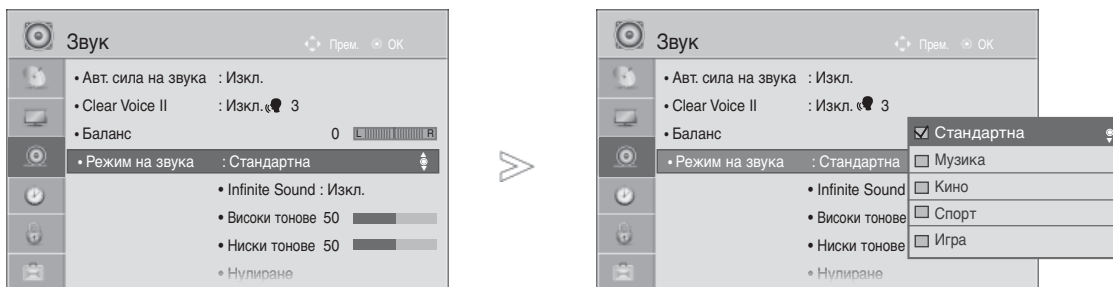 Звук Прем. OK
• Авт. сила на звука : Изкл.
• Clear Voice II : Изкл. 3
• Баланс 0 L R
• Режим на звука : Стандартна
• Infinite Sound : Изкл.
• Високи тонове 50
• Ниски тонове 50
• Нулиране
Звук Прем. OK
• Авт. сила на звука : Изкл.
• Clear Voice II : Изкл. 3
• Баланс
• Режим на звука : Стандартна
• Infinite Sound
• Високи тонове
• Ниски тонове
• Нулиране
Стандартна
Музика
Кино
Спорт
Игра